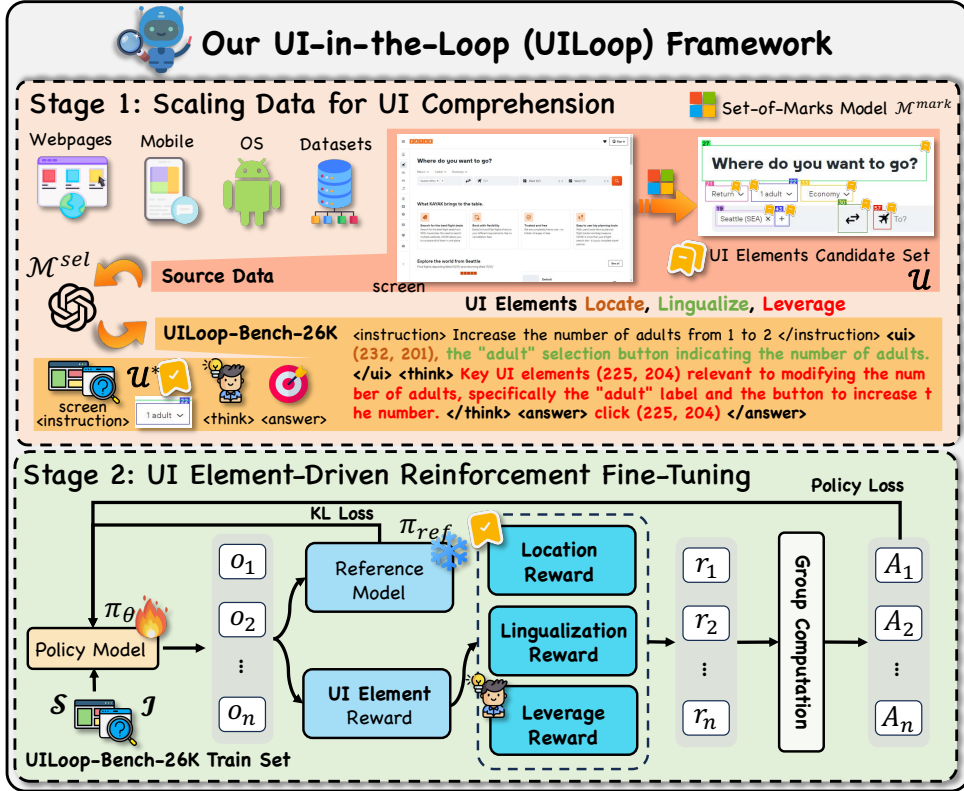 Our UI-in-the-Loop (UILoop) Framework
Stage 1: Scaling Data for UI Comprehension
Set-of-Marks Model 𝓜^mark
Webpages
Mobile
OS
Datasets
Where do you want to go?
What KAYAK brings to the table.
Explore the world from Seattle
27
Where do you want to go?
Return
1 adult
22
Economy
19
Seattle (SEA) ×
+
To?
𝓜^sel
Source Data
screen
UI Elements Candidate Set
𝒰
UI Elements Locate, Lingualize, Leverage
UILoop-Bench-26K
<instruction> Increase the number of adults from 1 to 2 </instruction> <ui>
(232, 201), the "adult" selection button indicating the number of adults.
</ui> <think> Key UI elements (225, 204) relevant to modifying the num
ber of adults, specifically the "adult" label and the button to increase t
he number. </think> <answer> click (225, 204) </answer>
𝒰*
1 adult
screen
<instruction>
<think>
<answer>
Stage 2: UI Element-Driven Reinforcement Fine-Tuning
Policy Loss
KL Loss
π_ref
π_θ
Policy Model
𝓢
𝓘
UILoop-Bench-26K Train Set
o_1
o_2
⋮
o_n
Reference
Model
UI Element
Reward
Location
Reward
Lingualization
Reward
Leverage
Reward
r_1
r_2
⋮
r_n
Group Computation
A_1
A_2
⋮
A_n